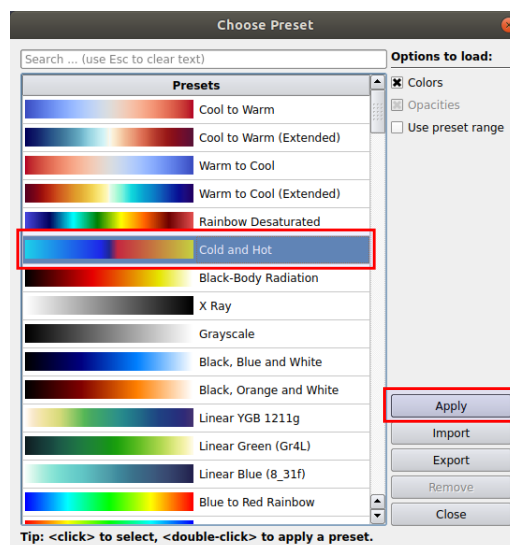 Choose Preset
Search ... (use Esc to clear text)
Options to load:
Presets
Colors
Opacities
Use preset range
Cool to Warm
Cool to Warm (Extended)
Warm to Cool
Warm to Cool (Extended)
Rainbow Desaturated
Cold and Hot
Black-Body Radiation
X Ray
Grayscale
Black, Blue and White
Black, Orange and White
Linear YGB 1211g
Linear Green (Gr4L)
Linear Blue (8_31f)
Blue to Red Rainbow
Apply
Import
Export
Remove
Close
Tip: <click> to select, <double-click> to apply a preset.